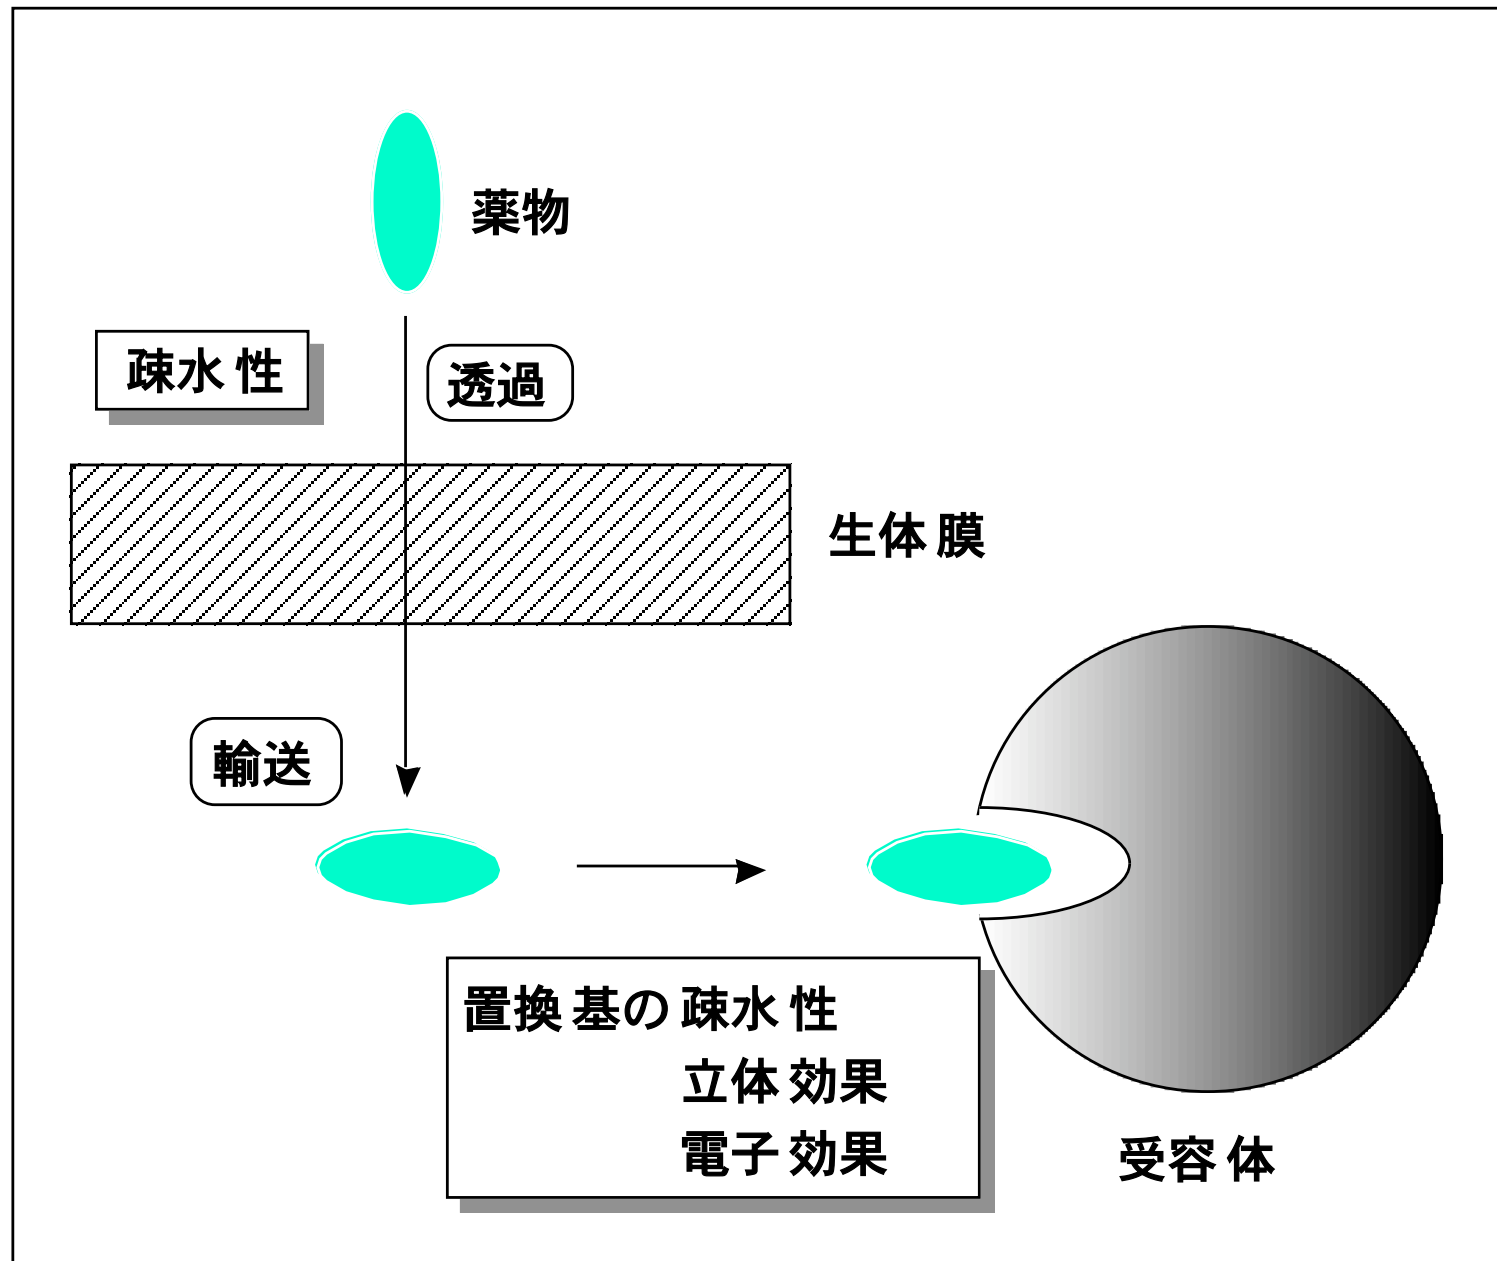 薬物
疎水性
透過
生体膜
輸送
置換基の疎水性
立体効果
電子効果
受容体